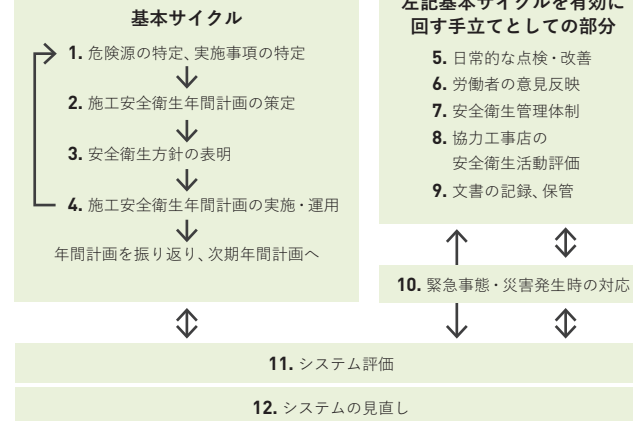 基本サイクル
1. 危険源の特定、実施事項の特定
2. 施工安全衛生年間計画の策定
3. 安全衛生方針の表明
4. 施工安全衛生年間計画の実施・運用
年間計画を振り返り、次期年間計画へ
左記基本サイクルを有効に
回す手立てとしての部分
5. 日常的な点検・改善
6. 労働者の意見反映
7. 安全衛生管理体制
8. 協力工事店の
安全衛生活動評価
9. 文書の記録、保管
10. 緊急事態・災害発生時の対応
11. システム評価
12. システムの見直し